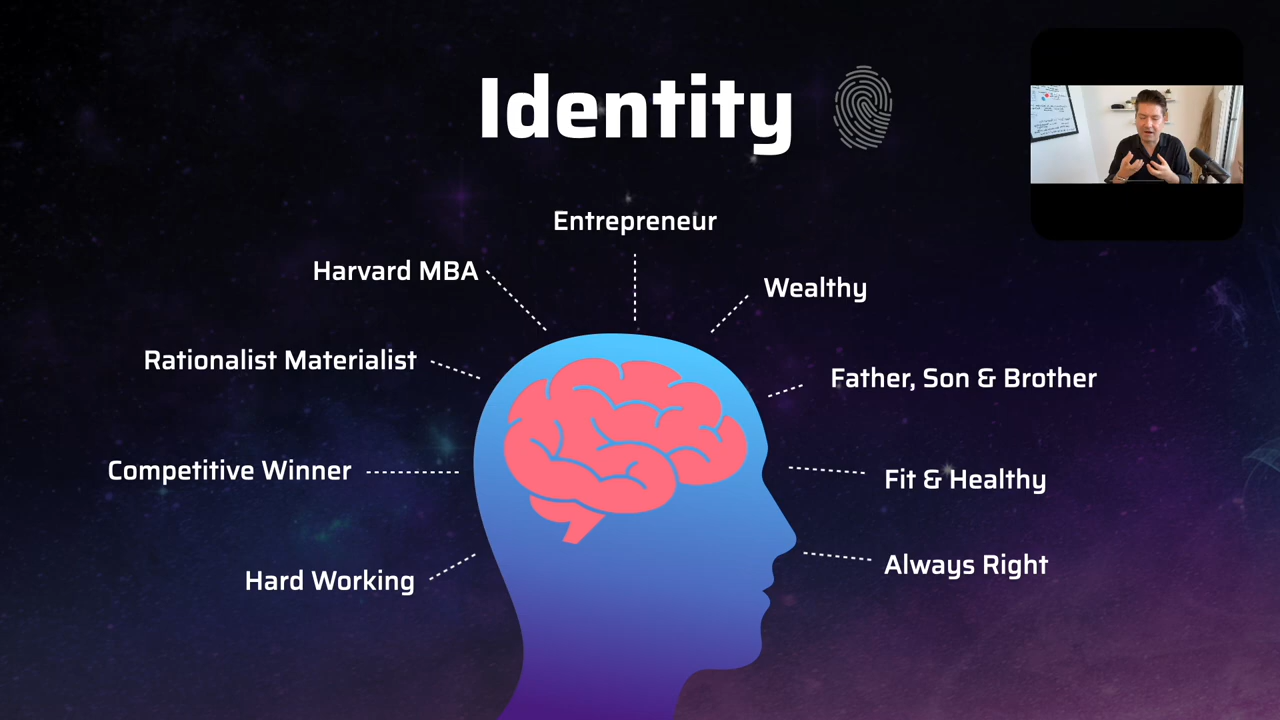 Identity
Entrepreneur
Harvard MBA
Wealthy
Rationalist Materialist
Father, Son & Brother
Competitive Winner
Fit & Healthy
Hard Working
Always Right